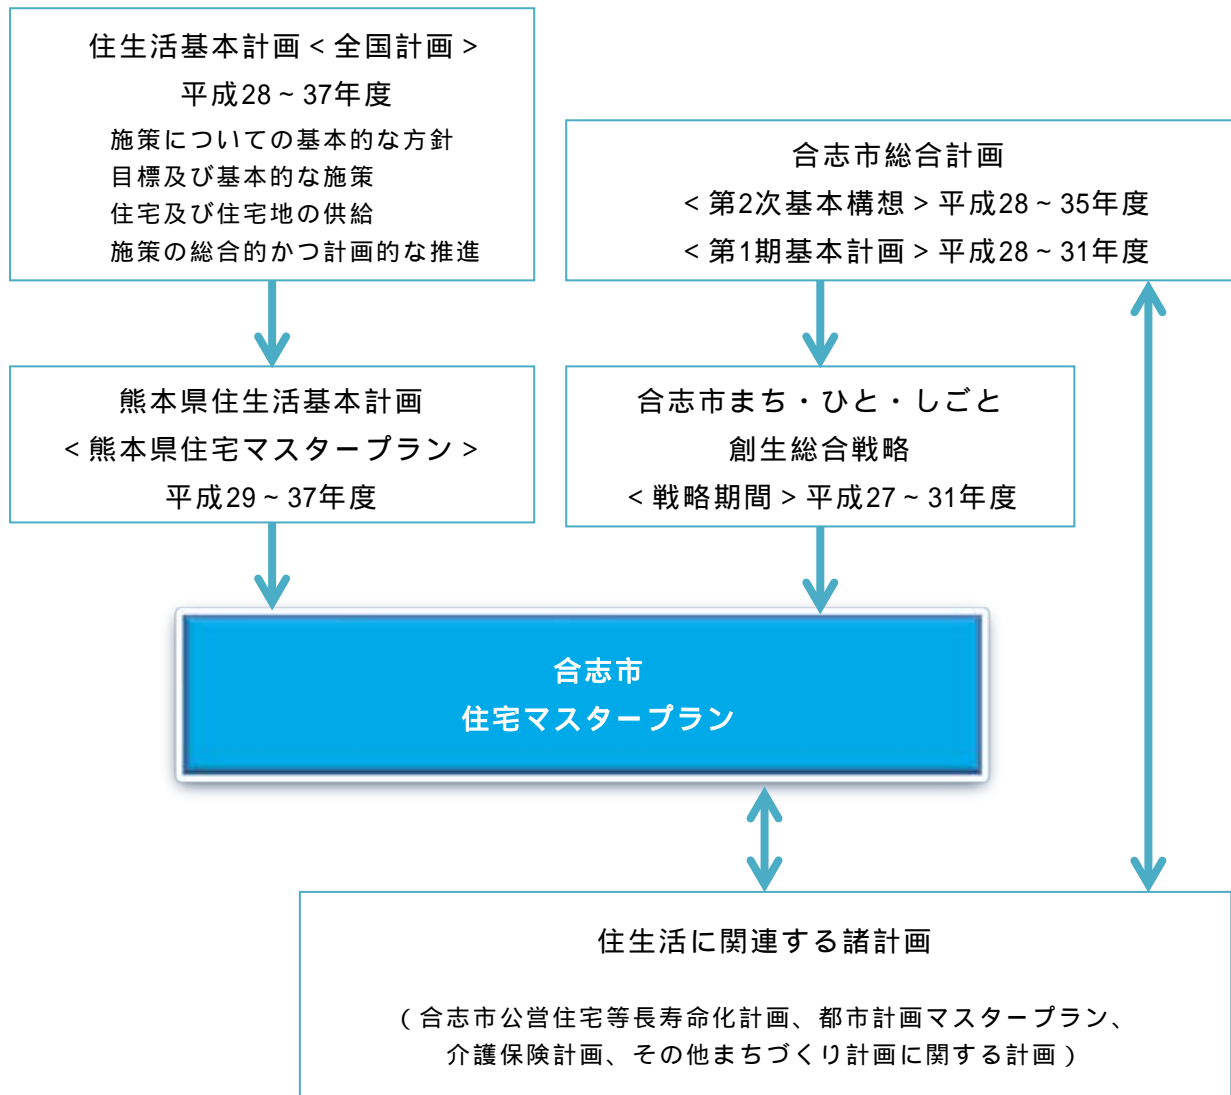 住生活基本計画＜全国計画＞
平成28～37年度
施策についての基本的な方針
目標及び基本的な施策
住宅及び住宅地の供給
施策の総合的かつ計画的な推進
合志市総合計画
＜第2次基本構想＞平成28～35年度
＜第1期基本計画＞平成28～31年度
熊本県住生活基本計画
＜熊本県住宅マスタープラン＞
平成29～37年度
合志市まち・ひと・しごと
創生総合戦略
＜戦略期間＞平成27～31年度
合志市
住宅マスタープラン
住生活に関連する諸計画
（合志市公営住宅等長寿命化計画、都市計画マスタープラン、
介護保険計画、その他まちづくり計画に関する計画）